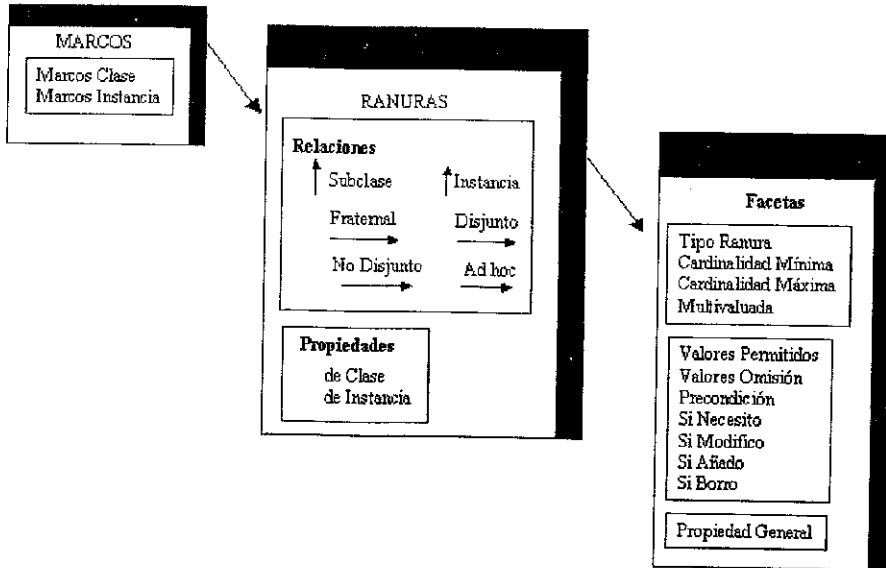 MARCOS
Marcos Clase
Marcos Instancia
RANURAS
Relaciones
Subclase Instancia
Fraternal Disjunto
No Disjunto Ad hoc
Propiedades
de Clase
de Instancia
Facetas
Tipo Ranura
Cardinalidad Mínima
Cardinalidad Máxima
Multivaluada
Valores Permitidos
Valores Omisión
Precondición
Si Necesito
Si Modifico
Si Añado
Si Borro
Propiedad General